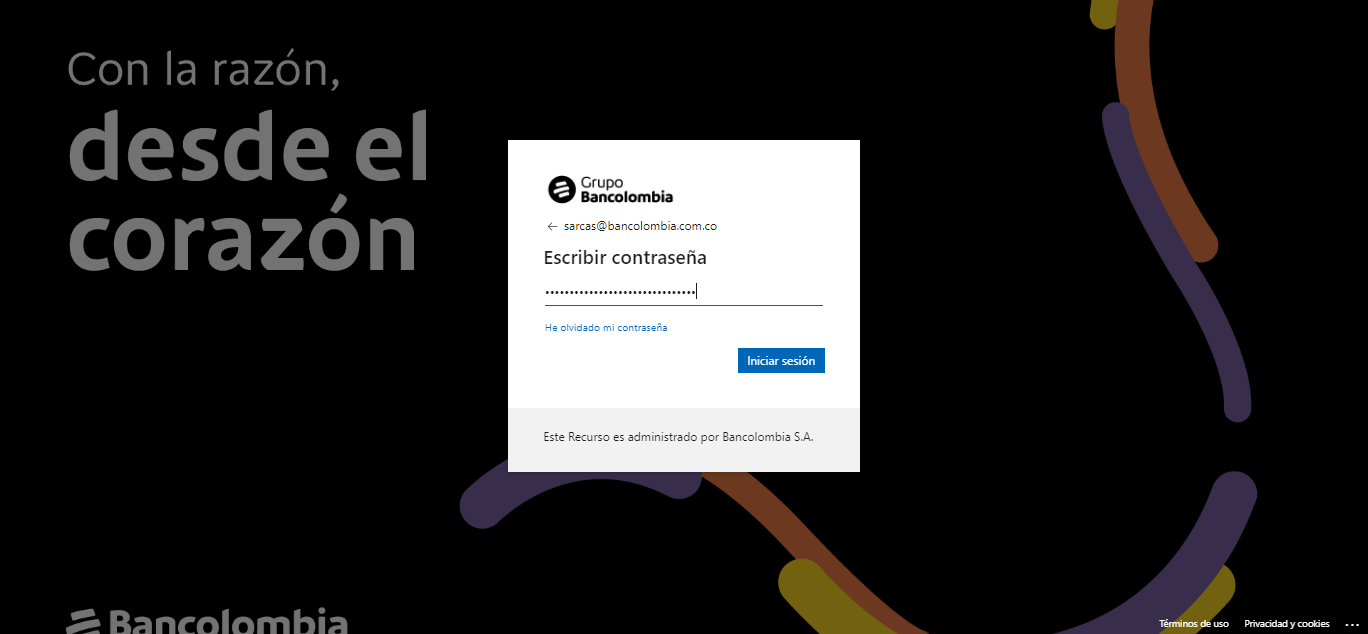 Con la razón,
desde el
corazón
Grupo
Bancolombia
sarcas@bancolombia.com.co
Escribir contraseña
He olvidado mi contraseña
Iniciar sesión
Este Recurso es administrado por Bancolombia S.A.
Bancolombia
Términos de uso Privacidad y cookies ...